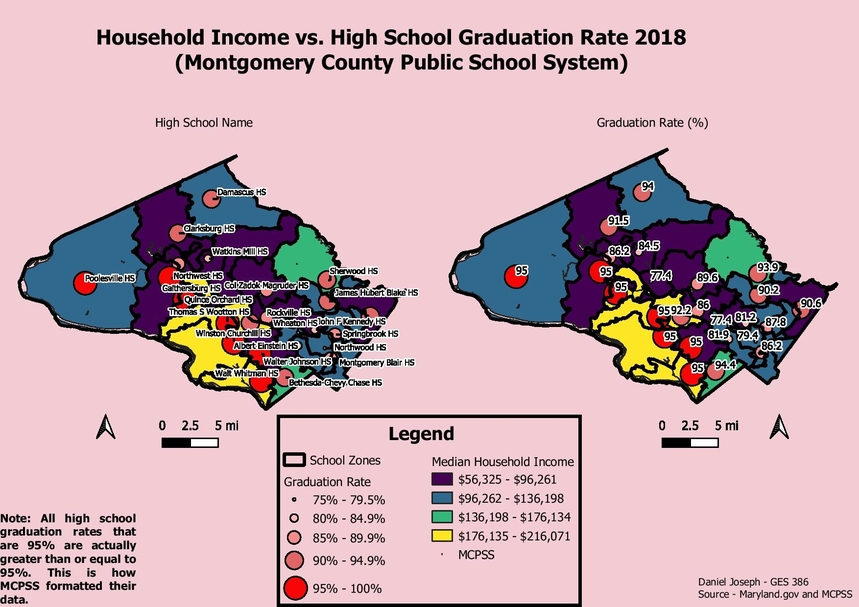 Household Income vs. High School Graduation Rate 2018
(Montgomery County Public School System)
High School Name
Graduation Rate (%)
Damascus HS
Clarksburg HS
Watkins Mill HS
Poolesville HS
Northwest HS
Sherwood HS
Gaithersburg HS
Col Zadok Magruder HS
Quince Orchard HS
James Hubert Blake HS
Thomas S Wootton HS
Rockville HS
Wheaton HS
John F Kennedy HS
Winston Churchill HS
Springbrook HS
Albert Einstein HS
Northwood HS
Walter Johnson HS
Montgomery Blair HS
Walt Whitman HS
Bethesda-Chevy Chase HS
94
91.5
86.2
84.5
95
95
77.4
89.6
93.9
95
90.2
95
92.2
86
90.6
77.4
81.2
87.8
95
95
81.9
79.4
86.2
95
94.4
0 2.5 5 mi
0 2.5 5 mi
Legend
School Zones
Graduation Rate
75% - 79.5%
80% - 84.9%
85% - 89.9%
90% - 94.9%
95% - 100%
Median Household Income
$56,325 - $96,261
$96,262 - $136,198
$136,198 - $176,134
$176,135 - $216,071
MCPSS
Note: All high school
graduation rates that
are 95% are actually
greater than or equal to
95%. This is how
MCPSS formatted their
data.
Daniel Joseph - GES 386
Source - Maryland.gov and MCPSS